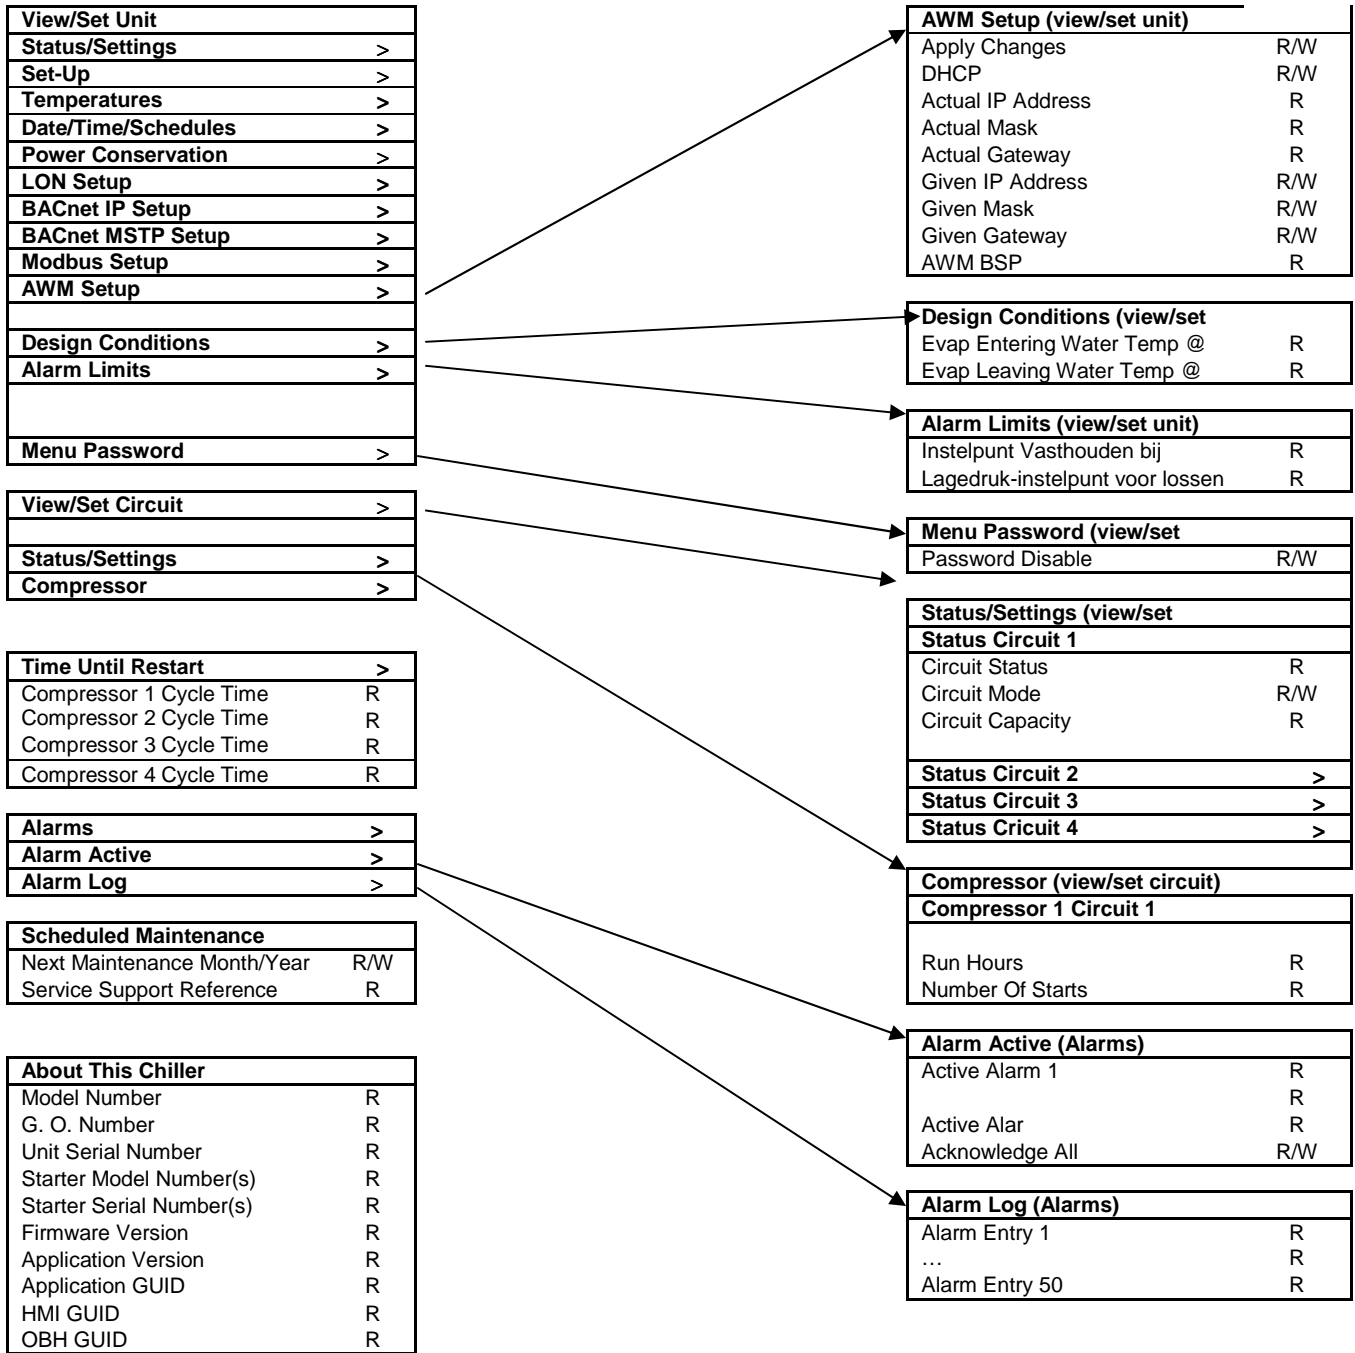 View/Set Unit
Status/Settings >
Set-Up >
Temperatures >
Date/Time/Schedules >
Power Conservation >
LON Setup >
BACnet IP Setup >
BACnet MSTP Setup >
Modbus Setup >
AWM Setup >
Design Conditions >
Alarm Limits >
Menu Password >
View/Set Circuit >
Status/Settings >
Compressor >
Time Until Restart >
Compressor 1 Cycle Time R
Compressor 2 Cycle Time R
Compressor 3 Cycle Time R
Compressor 4 Cycle Time R
Alarms >
Alarm Active >
Alarm Log >
Scheduled Maintenance
Next Maintenance Month/Year R/W
Service Support Reference R
About This Chiller
Model Number R
G. O. Number R
Unit Serial Number R
Starter Model Number(s) R
Starter Serial Number(s) R
Firmware Version R
Application Version R
Application GUID R
HMI GUID R
OBH GUID R
AWM Setup (view/set unit)
Apply Changes R/W
DHCP R/W
Actual IP Address R
Actual Mask R
Actual Gateway R
Given IP Address R/W
Given Mask R/W
Given Gateway R/W
AWM BSP R
Design Conditions (view/set
Evap Entering Water Temp @ R
Evap Leaving Water Temp @ R
Alarm Limits (view/set unit)
Instelpunt Vasthouden bij R
Lagedruk-instelpunt voor lossen R
Menu Password (view/set
Password Disable R/W
Status/Settings (view/set
Status Circuit 1
Circuit Status R
Circuit Mode R/W
Circuit Capacity R
Status Circuit 2 >
Status Circuit 3 >
Status Cricuit 4 >
Compressor (view/set circuit)
Compressor 1 Circuit 1
Run Hours R
Number Of Starts R
Alarm Active (Alarms)
Active Alarm 1 R
R
Active Alar R
Acknowledge All R/W
Alarm Log (Alarms)
Alarm Entry 1 R
… R
Alarm Entry 50 R